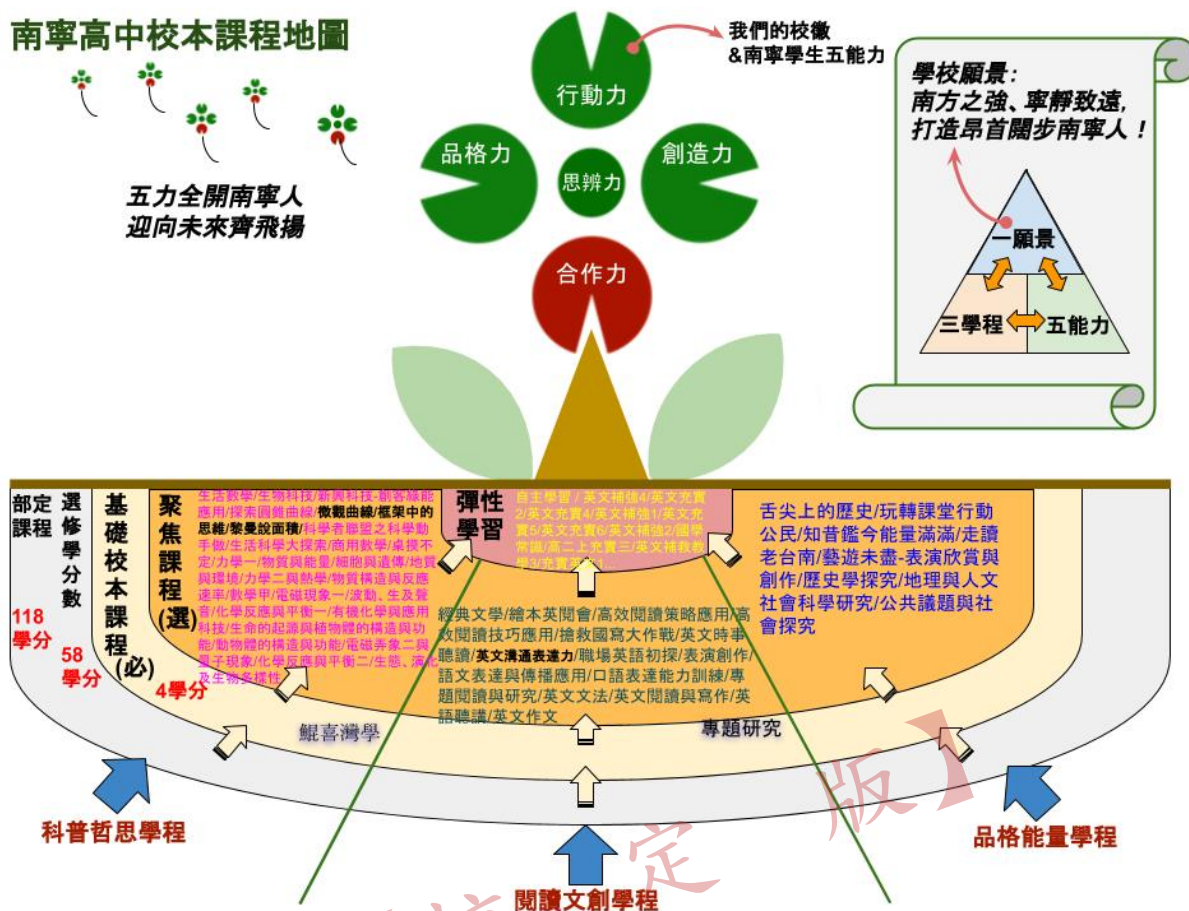 南寧高中校本課程地圖
我們的校徽
&南寧學生五能力
行動力
品格力
創造力
思辨力
合作力
五力全開南寧人
迎向未來齊飛揚
學校願景：
南方之強、寧靜致遠,
打造昂首闊步南寧人！
一願景
三學程
五能力
部定課程
118
學分
選修學分數
58
學分
基礎校本課程
(必)
4學分
聚焦課程
(選)
生活數學/生物科技/新興科技-創客綠能
應用/探索圓錐曲線/微觀曲線/框架中的
思維/黎曼說面積/科學者聯盟之科學動
手做/生活科學大探索/商用數學/桌摸不
定/力學一/物質與能量/細胞與遺傳/地質
與環境/力學二與熱學/物質構造與反應
速率/數學甲/電磁現象一/波動、生及聲
音/化學反應與平衡一/有機化學與應用
科技/生命的起源與植物體的構造與功
能/動物體的構造與功能/電磁弄象二與
量子現象/化學反應與平衡二/生態、演化
及生物多樣性
彈性
學習
自主學習 / 英文補強4/英文充實
2/英文充實4/英文補強1/英文充
實5/英文充實6/英文補強2/國學
常識/高二上充實三/英文補救教
學3/充實英文1...
經典文學/繪本英閱會/高效閱讀策略應用/高
效閱讀技巧應用/搶救國寫大作戰/英文時事
聽讀/英文溝通表達力/職場英語初探/表演創作/
語文表達與傳播應用/口語表達能力訓練/專
題閱讀與研究/英文文法/英文閱讀與寫作/英
語聽講/英文作文
舌尖上的歷史/玩轉課堂行動
公民/知昔鑑今能量滿滿/走讀
老台南/藝遊未盡-表演欣賞與
創作/歷史學探究/地理與人文
社會科學研究/公共議題與社
會探究
鯤喜灣學
專題研究
科普哲思學程
閱讀文創學程
品格能量學程
定
版】